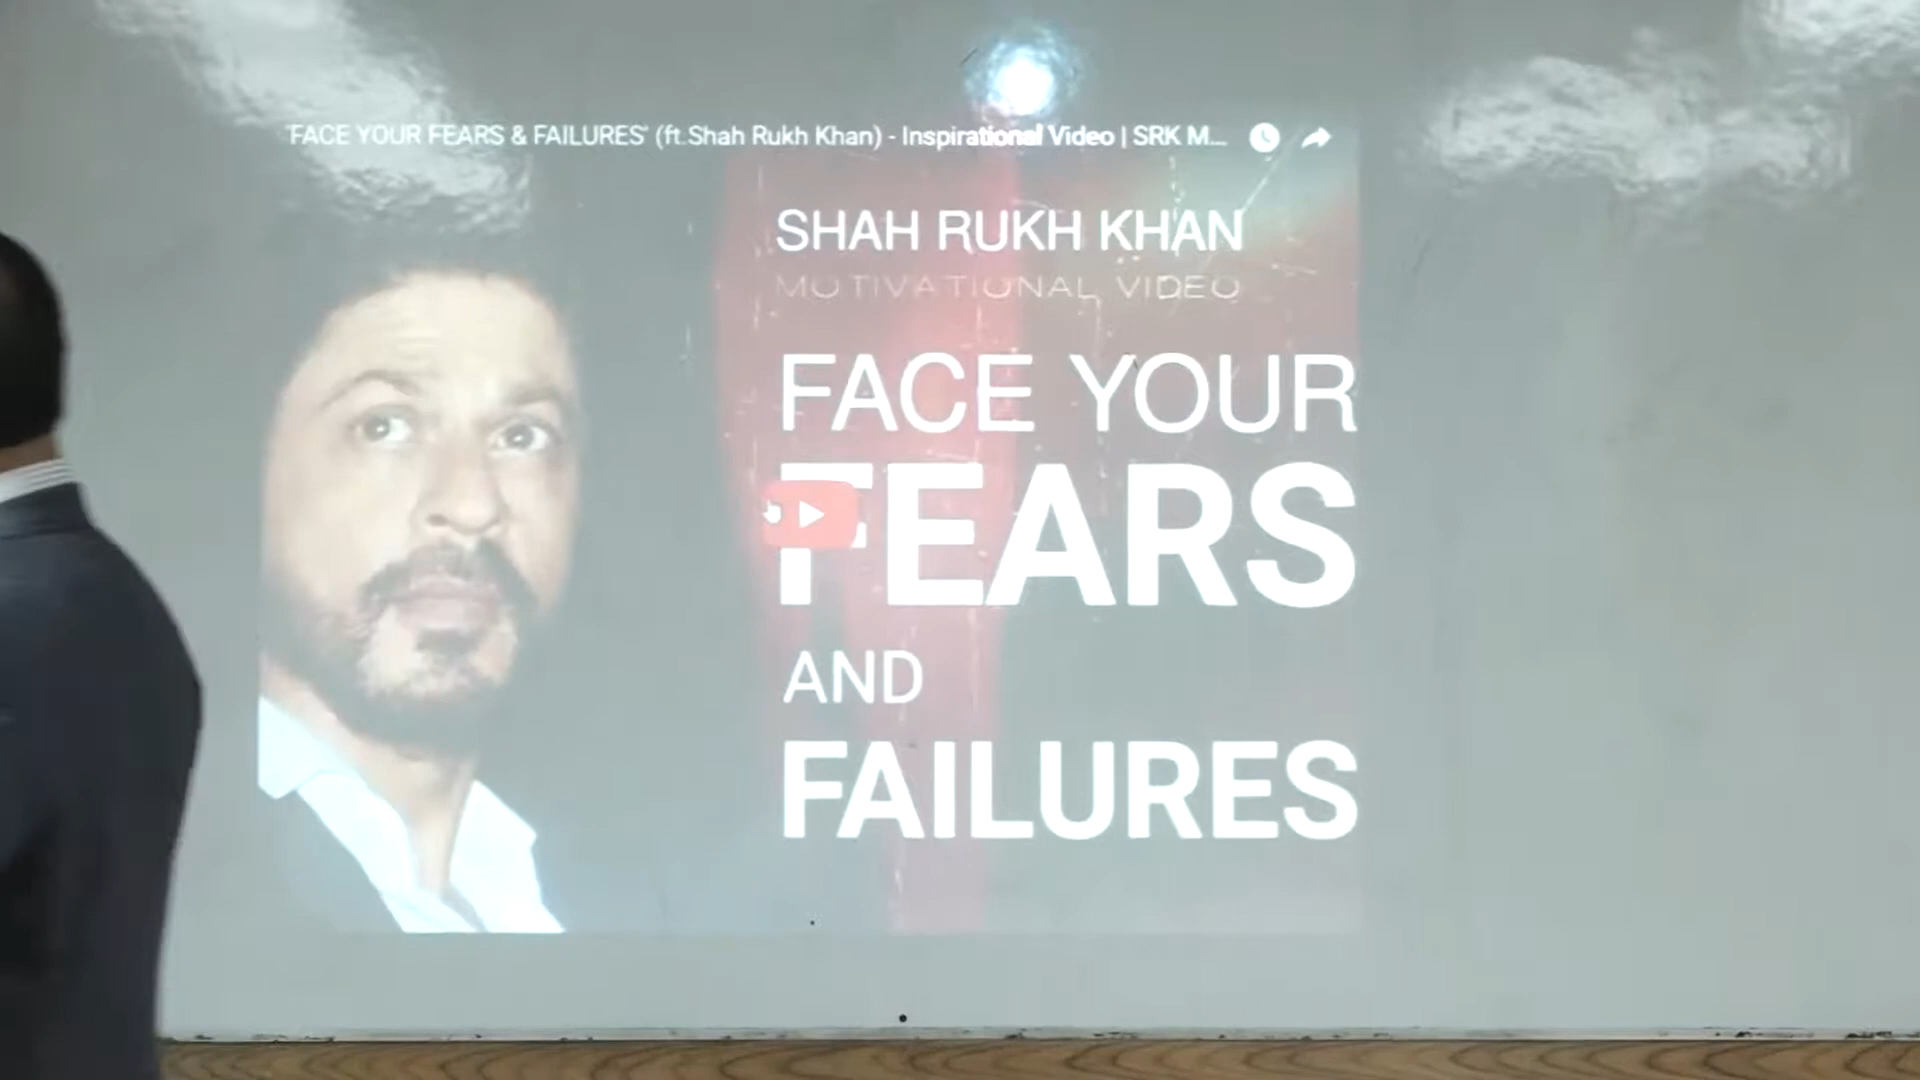 'FACE YOUR FEARS & FAILURES' (ft.Shah Rukh Khan) - Inspirational Video | SRK M...
SHAH RUKH KHAN
MOTIVATIONAL VIDEO
FACE YOUR
FEARS
AND
FAILURES